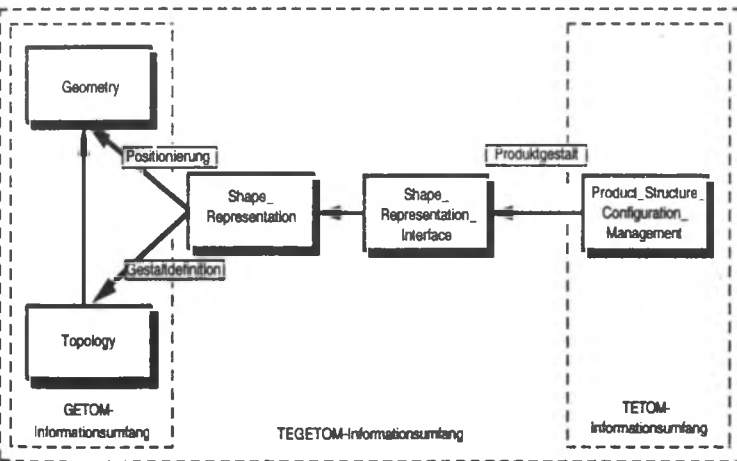 Geometry
Positionierung
Produktgestalt
Shape_
Representation
Shape_
Representation_
Interface
Product_Structure_
Configuration_
Management
Gestaltdefinition
Topology
GETOM-
Informationsumfang
TEGETOM-Informationsumfang
TETOM-
Informationsumfang